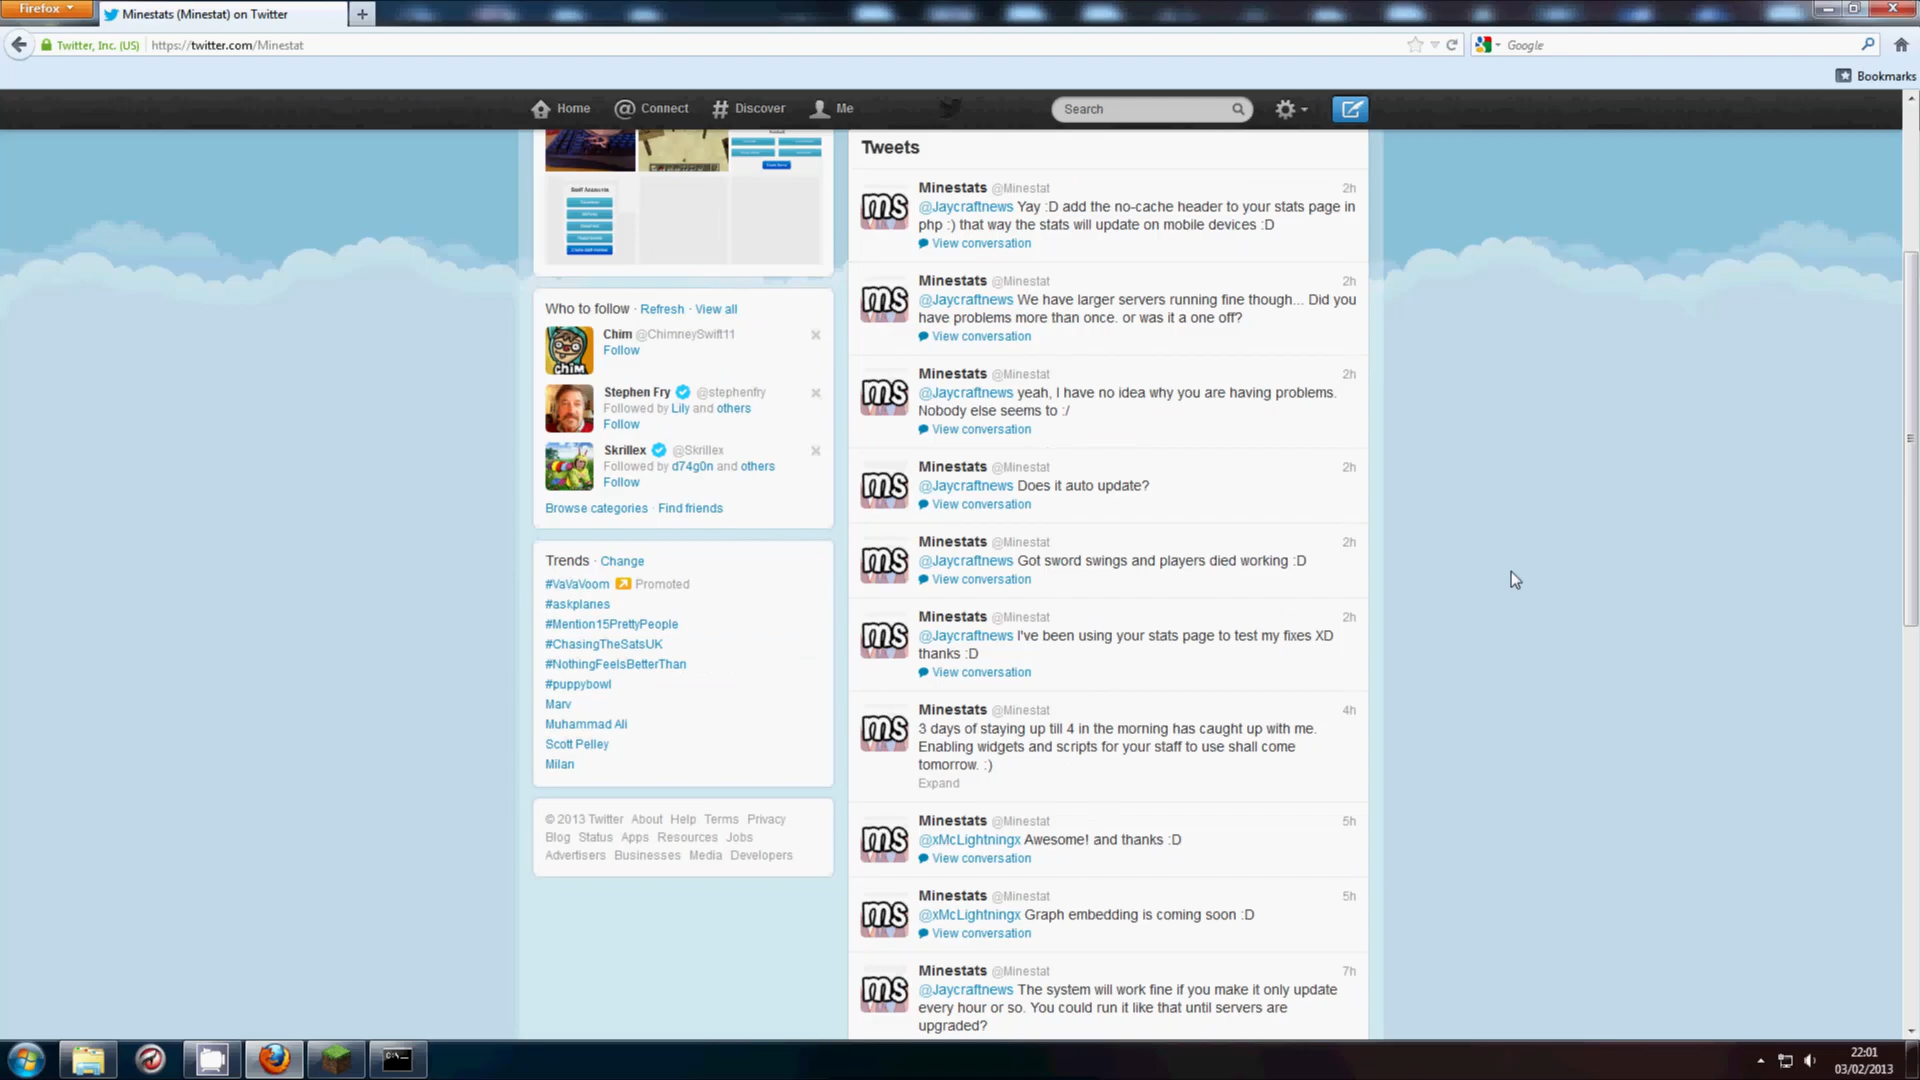 Firefox
Minestats (Minestat) on Twitter
Twitter, Inc. (US)
https://twitter.com/Minestat
Google
Bookmarks
Home
Connect
Discover
Me
Search
Staff Accounts
Who to follow · Refresh · View all
Chim @ChimneySwift11
Follow
CHIM
Stephen Fry @stephenfry
Followed by Lily and others
Follow
Skrillex @Skrillex
Followed by d74g0n and others
Follow
Browse categories · Find friends
Trends · Change
#VaVaVoom Promoted
#askplanes
#Mention15PrettyPeople
#ChasingTheSatsUK
#NothingFeelsBetterThan
#puppybowl
Marv
Muhammad Ali
Scott Pelley
Milan
© 2013 Twitter About Help Terms Privacy
Blog Status Apps Resources Jobs
Advertisers Businesses Media Developers
Tweets
ms
Minestats @Minestat 2h
@Jaycraftnews Yay :D add the no-cache header to your stats page in
php :) that way the stats will update on mobile devices :D
View conversation
ms
Minestats @Minestat 2h
@Jaycraftnews We have larger servers running fine though... Did you
have problems more than once. or was it a one off?
View conversation
ms
Minestats @Minestat 2h
@Jaycraftnews yeah, I have no idea why you are having problems.
Nobody else seems to :/
View conversation
ms
Minestats @Minestat 2h
@Jaycraftnews Does it auto update?
View conversation
ms
Minestats @Minestat 2h
@Jaycraftnews Got sword swings and players died working :D
View conversation
ms
Minestats @Minestat 2h
@Jaycraftnews I've been using your stats page to test my fixes XD
thanks :D
View conversation
ms
Minestats @Minestat 4h
3 days of staying up till 4 in the morning has caught up with me.
Enabling widgets and scripts for your staff to use shall come
tomorrow. :)
Expand
ms
Minestats @Minestat 5h
@xMcLightningx Awesome! and thanks :D
View conversation
ms
Minestats @Minestat 5h
@xMcLightningx Graph embedding is coming soon :D
View conversation
ms
Minestats @Minestat 7h
@Jaycraftnews The system will work fine if you make it only update
every hour or so. You could run it like that until servers are
upgraded?
22:01
03/02/2013